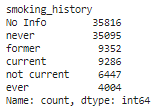 smoking_history
No Info        35816
never          35095
former          9352
current         9286
not current     6447
ever            4004
Name: count, dtype: int64